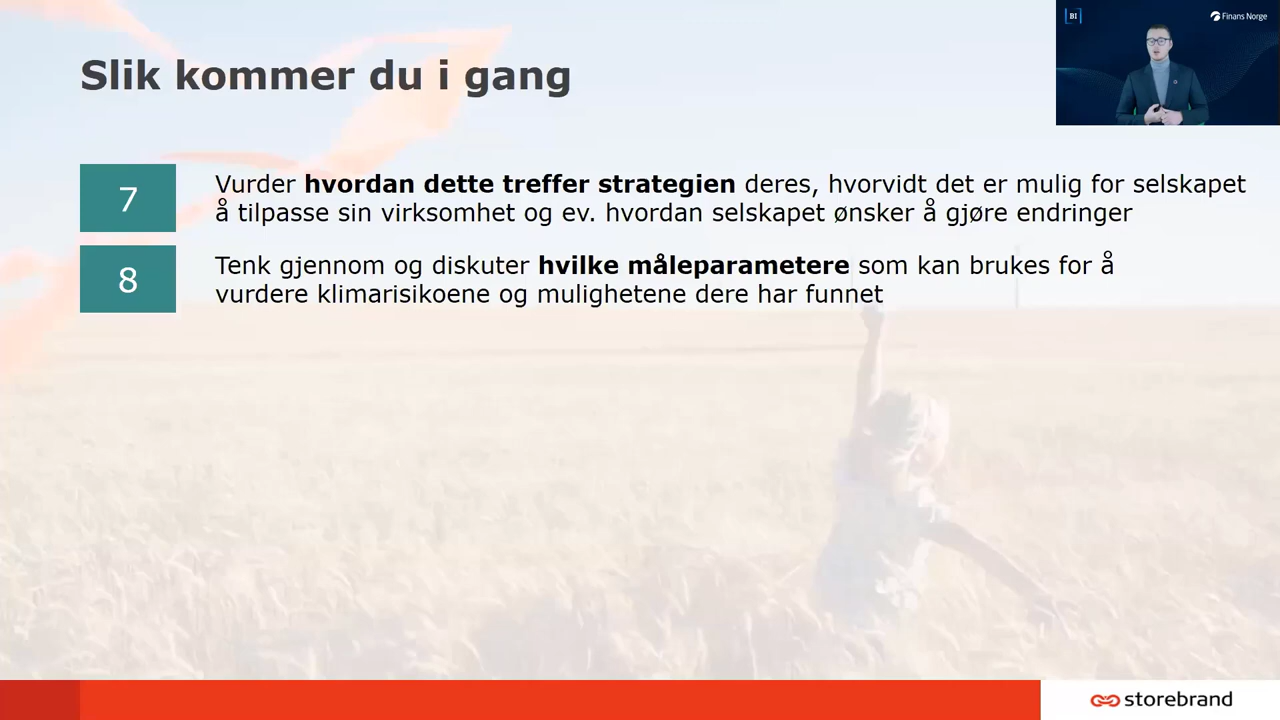 Slik kommer du i gang
BI
Finans Norge
7
Vurder hvordan dette treffer strategien deres, hvorvidt det er mulig for selskapet
å tilpasse sin virksomhet og ev. hvordan selskapet ønsker å gjøre endringer
8
Tenk gjennom og diskuter hvilke måleparametere som kan brukes for å
vurdere klimarisikoene og mulighetene dere har funnet
storebrand